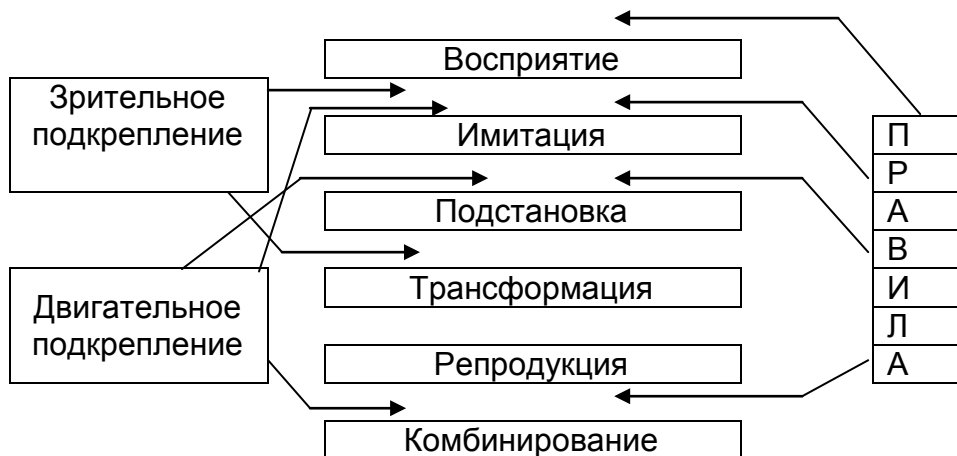 Восприятие
Зрительное
подкрепление
Имитация
Подстановка
Трансформация
Двигательное
подкрепление
Репродукция
Комбинирование
П
Р
А
В
И
Л
А